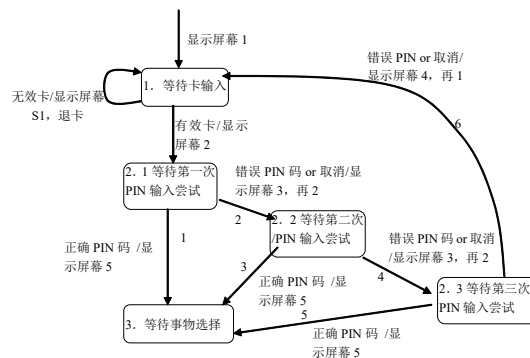 显示屏幕 1
错误 PIN or 取消/
显示屏幕 4，再 1
1．等待卡输入
无效卡/显示屏幕
S1，退卡
有效卡/显示
屏幕 2
6
2．1 等待第一次
PIN 输入尝试
错误 PIN 码 or 取消/显
示屏幕 3，再 2
2
2．2 等待第二次
/PIN 输入尝试
错误 PIN 码 or 取消
/显示屏幕 3，再 2
正确 PIN 码 /显
示屏幕 5
1
3
正确 PIN 码 /显
示屏幕 5
4
2．3 等待第三次
PIN 输入尝试
3．等待事物选择
5
正确 PIN 码 /显
示屏幕 5